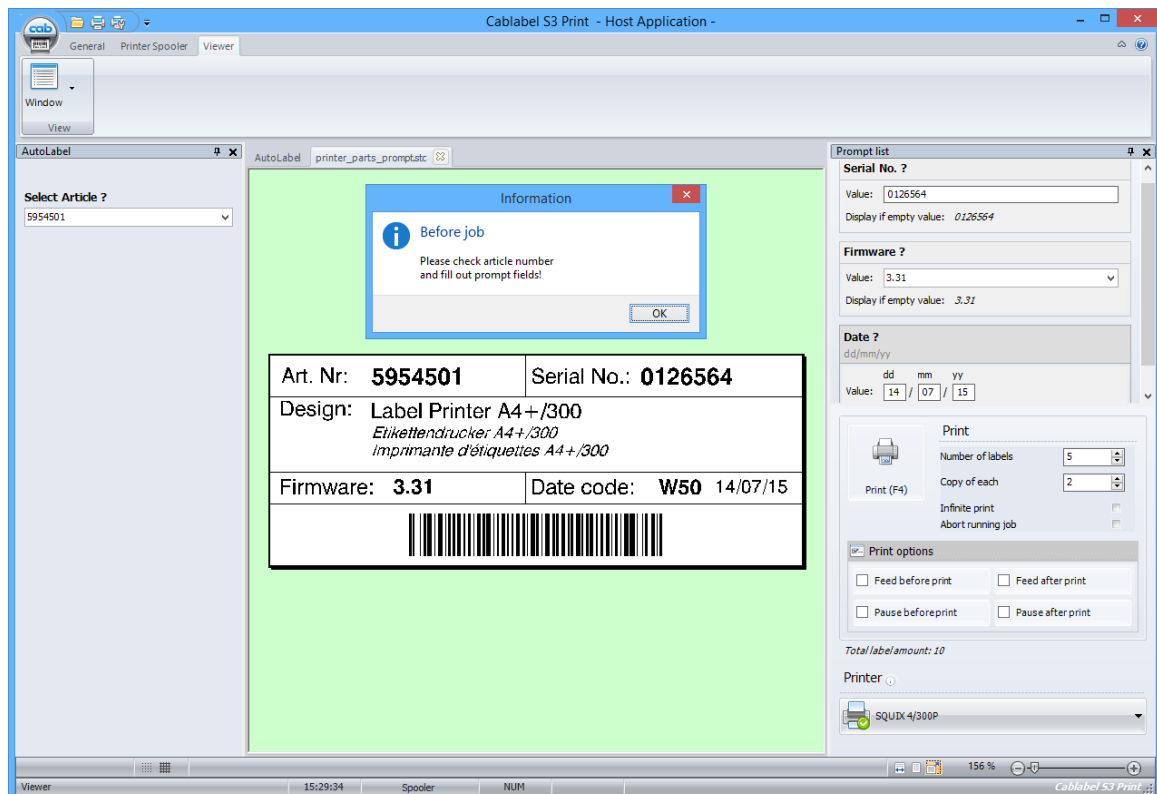 Cablabel S3 Print - Host Application -
cab
General Printer Spooler Viewer
Window
View
AutoLabel
Select Article ?
5954501
AutoLabel printer_parts_prompt.stc
Information
Before job
Please check article number
and fill out prompt fields!
OK
Art. Nr: 5954501 Serial No.: 0126564
Design: Label Printer A4+/300
Etikettendrucker A4+/300
Imprimante d'étiquettes A4+/300
Firmware: 3.31 Date code: W50 14/07/15
Prompt list
Serial No. ?
Value: 0126564
Display if empty value: 0126564
Firmware ?
Value: 3.31
Display if empty value: 3.31
Date ?
dd/mm/yy
dd mm yy
Value: 14 / 07 / 15
Print (F4)
Print
Number of labels 5
Copy of each 2
Infinite print
Abort running job
Print options
Feed before print Feed after print
Pause before print Pause after print
Total label amount: 10
Printer
SQUIX 4/300P
156 %
Viewer 15:29:34 Spooler NUM Cablabel S3 Print